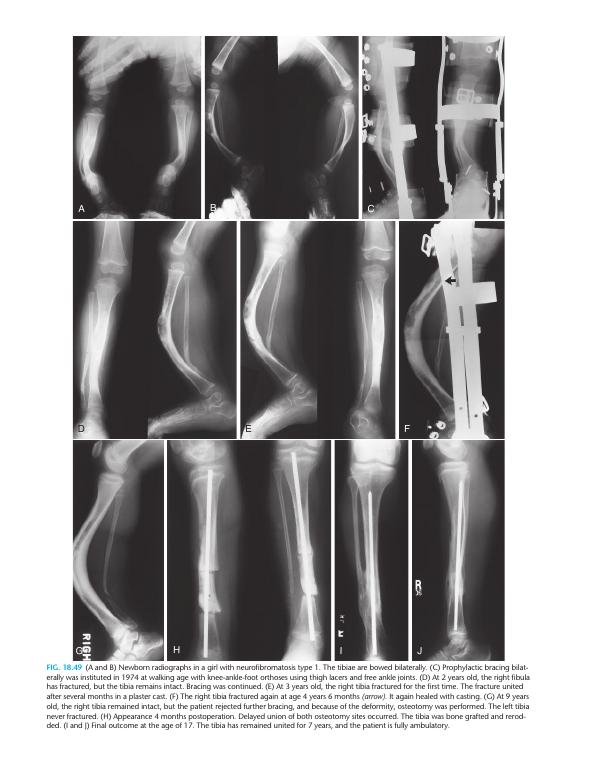 A
B
C
D
E
F
G
RIGH
H
I
J
R
FIG. 18.49 (A and B) Newborn radiographs in a girl with neurofibromatosis type 1. The tibiae are bowed bilaterally. (C) Prophylactic bracing bilat-
erally was instituted in 1974 at walking age with knee-ankle-foot orthoses using thigh lacers and free ankle joints. (D) At 2 years old, the right fibula
has fractured, but the tibia remains intact. Bracing was continued. (E) At 3 years old, the right tibia fractured for the first time. The fracture united
after several months in a plaster cast. (F) The right tibia fractured again at age 4 years 6 months (arrow). It again healed with casting. (G) At 9 years
old, the right tibia remained intact, but the patient rejected further bracing, and because of the deformity, osteotomy was performed. The left tibia
never fractured. (H) Appearance 4 months postoperation. Delayed union of both osteotomy sites occurred. The tibia was bone grafted and rerod-
ded. (I and J) Final outcome at the age of 17. The tibia has remained united for 7 years, and the patient is fully ambulatory.